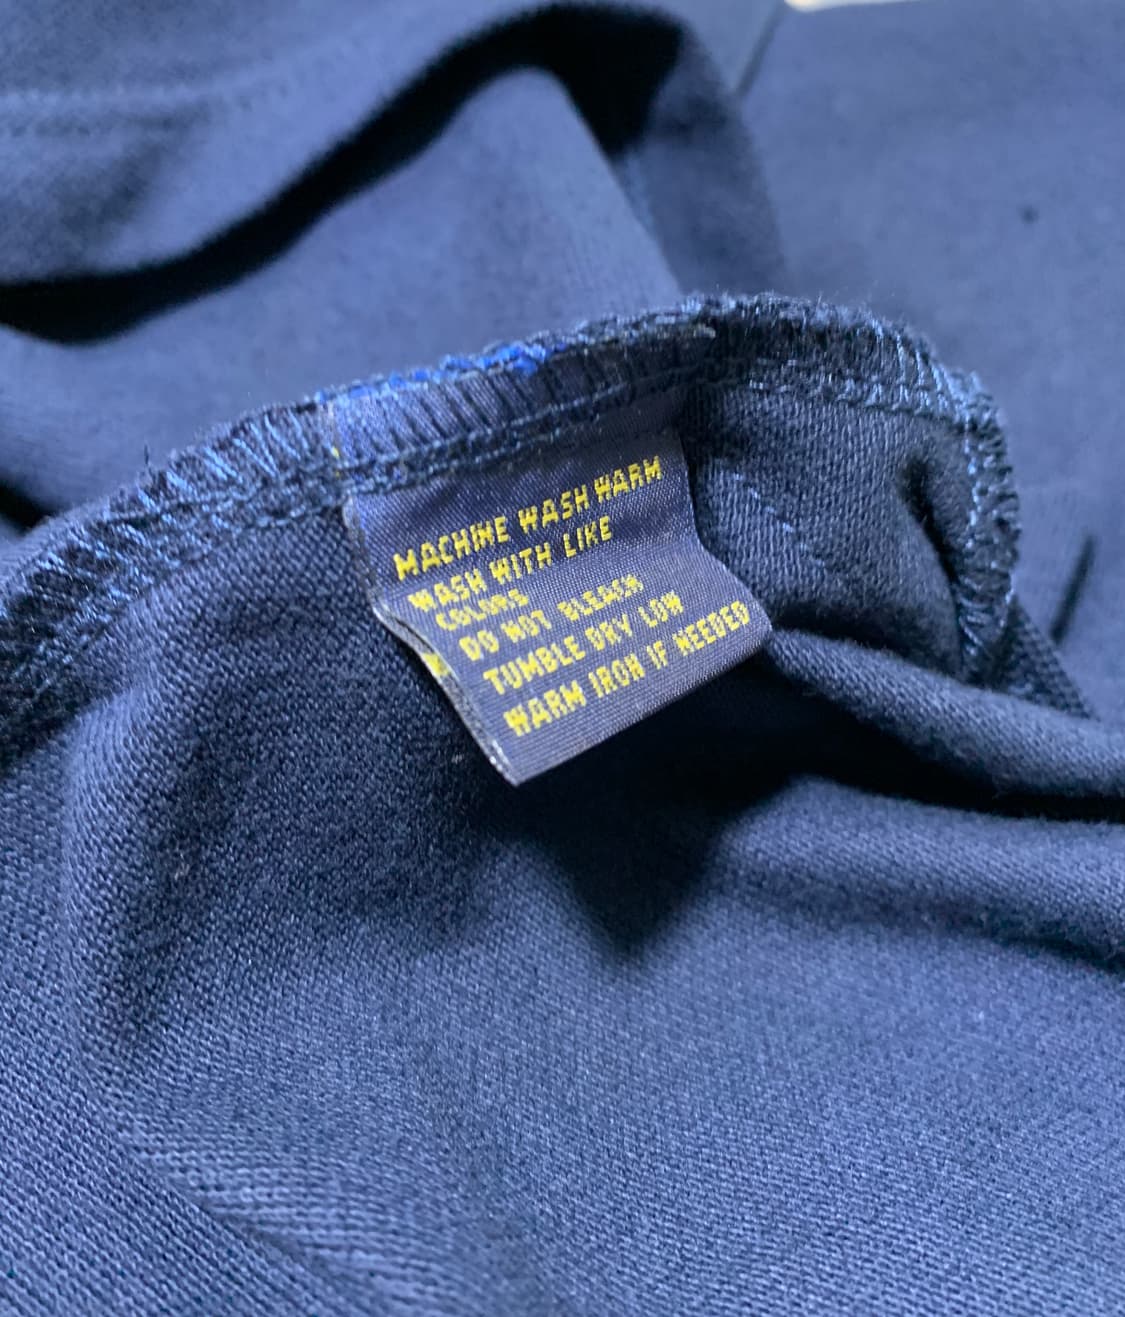 MACHINE WASH WARM
WASH WITH LIKE
COLORS
DO NOT BLEACH
TUMBLE DRY LOW
WARM IRON IF NEEDED